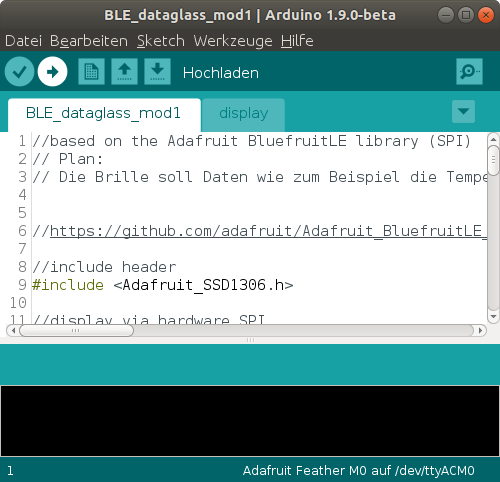 BLE_dataglass_mod1 | Arduino 1.9.0-beta
Datei Bearbeiten Sketch Werkzeuge Hilfe
Hochladen
BLE_dataglass_mod1 display
1 //based on the Adafruit BluefruitLE library (SPI)
2 // Plan:
3 // Die Brille soll Daten wie zum Beispiel die Tempe
4
5
6 //https://github.com/adafruit/Adafruit_BluefruitLE_
7
8 //include header
9 #include <Adafruit_SSD1306.h>
10
11 //display via hardware SPI
1 Adafruit Feather M0 auf /dev/ttyACM0